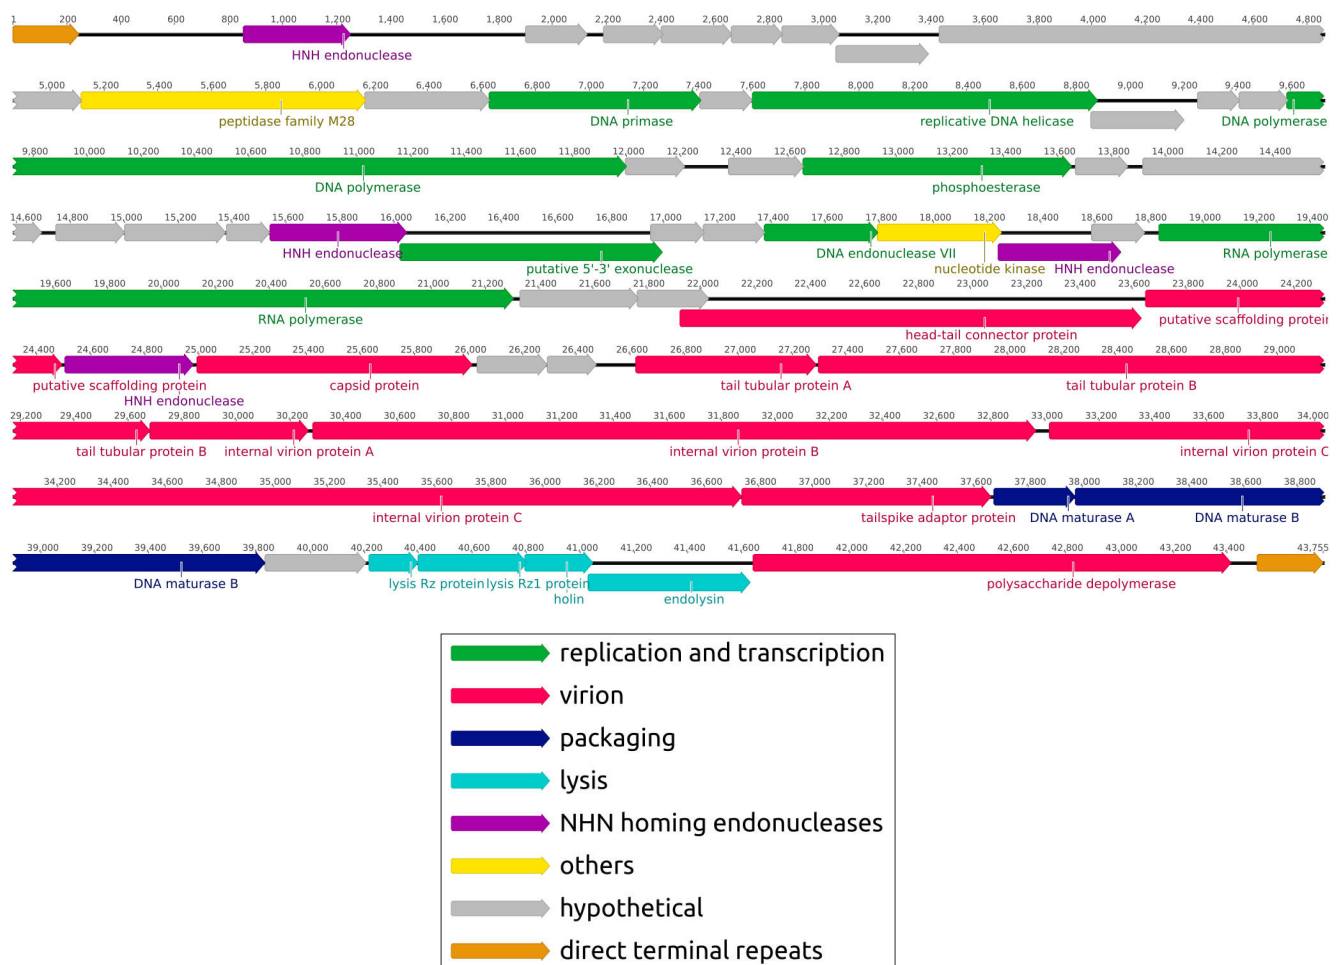 1 200 400 600 800 1,000 1,200 1,400 1,600 1,800 2,000 2,200 2,400 2,600 2,800 3,000 3,200 3,400 3,600 3,800 4,000 4,200 4,400 4,600 4,800
HNH endonuclease
5,000 5,200 5,400 5,600 5,800 6,000 6,200 6,400 6,600 6,800 7,000 7,200 7,400 7,600 7,800 8,000 8,200 8,400 8,600 8,800 9,000 9,200 9,400 9,600
peptidase family M28 DNA primase replicative DNA helicase DNA polymerase
9,800 10,000 10,200 10,400 10,600 10,800 11,000 11,200 11,400 11,600 11,800 12,000 12,200 12,400 12,600 12,800 13,000 13,200 13,400 13,600 13,800 14,000 14,200 14,400
DNA polymerase phosphoesterase
14,600 14,800 15,000 15,200 15,400 15,600 15,800 16,000 16,200 16,400 16,600 16,800 17,000 17,200 17,400 17,600 17,800 18,000 18,200 18,400 18,600 18,800 19,000 19,200 19,400
HNH endonuclease DNA endonuclease VII RNA polymerase
putative 5'-3' exonuclease nucleotide kinase HNH endonuclease
19,600 19,800 20,000 20,200 20,400 20,600 20,800 21,000 21,200 21,400 21,600 21,800 22,000 22,200 22,400 22,600 22,800 23,000 23,200 23,400 23,600 23,800 24,000 24,200
RNA polymerase putative scaffolding protein
head-tail connector protein
24,400 24,600 24,800 25,000 25,200 25,400 25,600 25,800 26,000 26,200 26,400 26,600 26,800 27,000 27,200 27,400 27,600 27,800 28,000 28,200 28,400 28,600 28,800 29,000
putative scaffolding protein capsid protein tail tubular protein A tail tubular protein B
HNH endonuclease
29,200 29,400 29,600 29,800 30,000 30,200 30,400 30,600 30,800 31,000 31,200 31,400 31,600 31,800 32,000 32,200 32,400 32,600 32,800 33,000 33,200 33,400 33,600 33,800 34,000
tail tubular protein B internal virion protein A internal virion protein B internal virion protein C
34,200 34,400 34,600 34,800 35,000 35,200 35,400 35,600 35,800 36,000 36,200 36,400 36,600 36,800 37,000 37,200 37,400 37,600 37,800 38,000 38,200 38,400 38,600 38,800
internal virion protein C tailspike adaptor protein DNA maturase A DNA maturase B
39,000 39,200 39,400 39,600 39,800 40,000 40,200 40,400 40,600 40,800 41,000 41,200 41,400 41,600 41,800 42,000 42,200 42,400 42,600 42,800 43,000 43,200 43,400 43,755
DNA maturase B lysis Rz protein lysis Rz1 protein polysaccharide depolymerase
holin endolysin
replication and transcription
virion
packaging
lysis
NHN homing endonucleases
others
hypothetical
direct terminal repeats